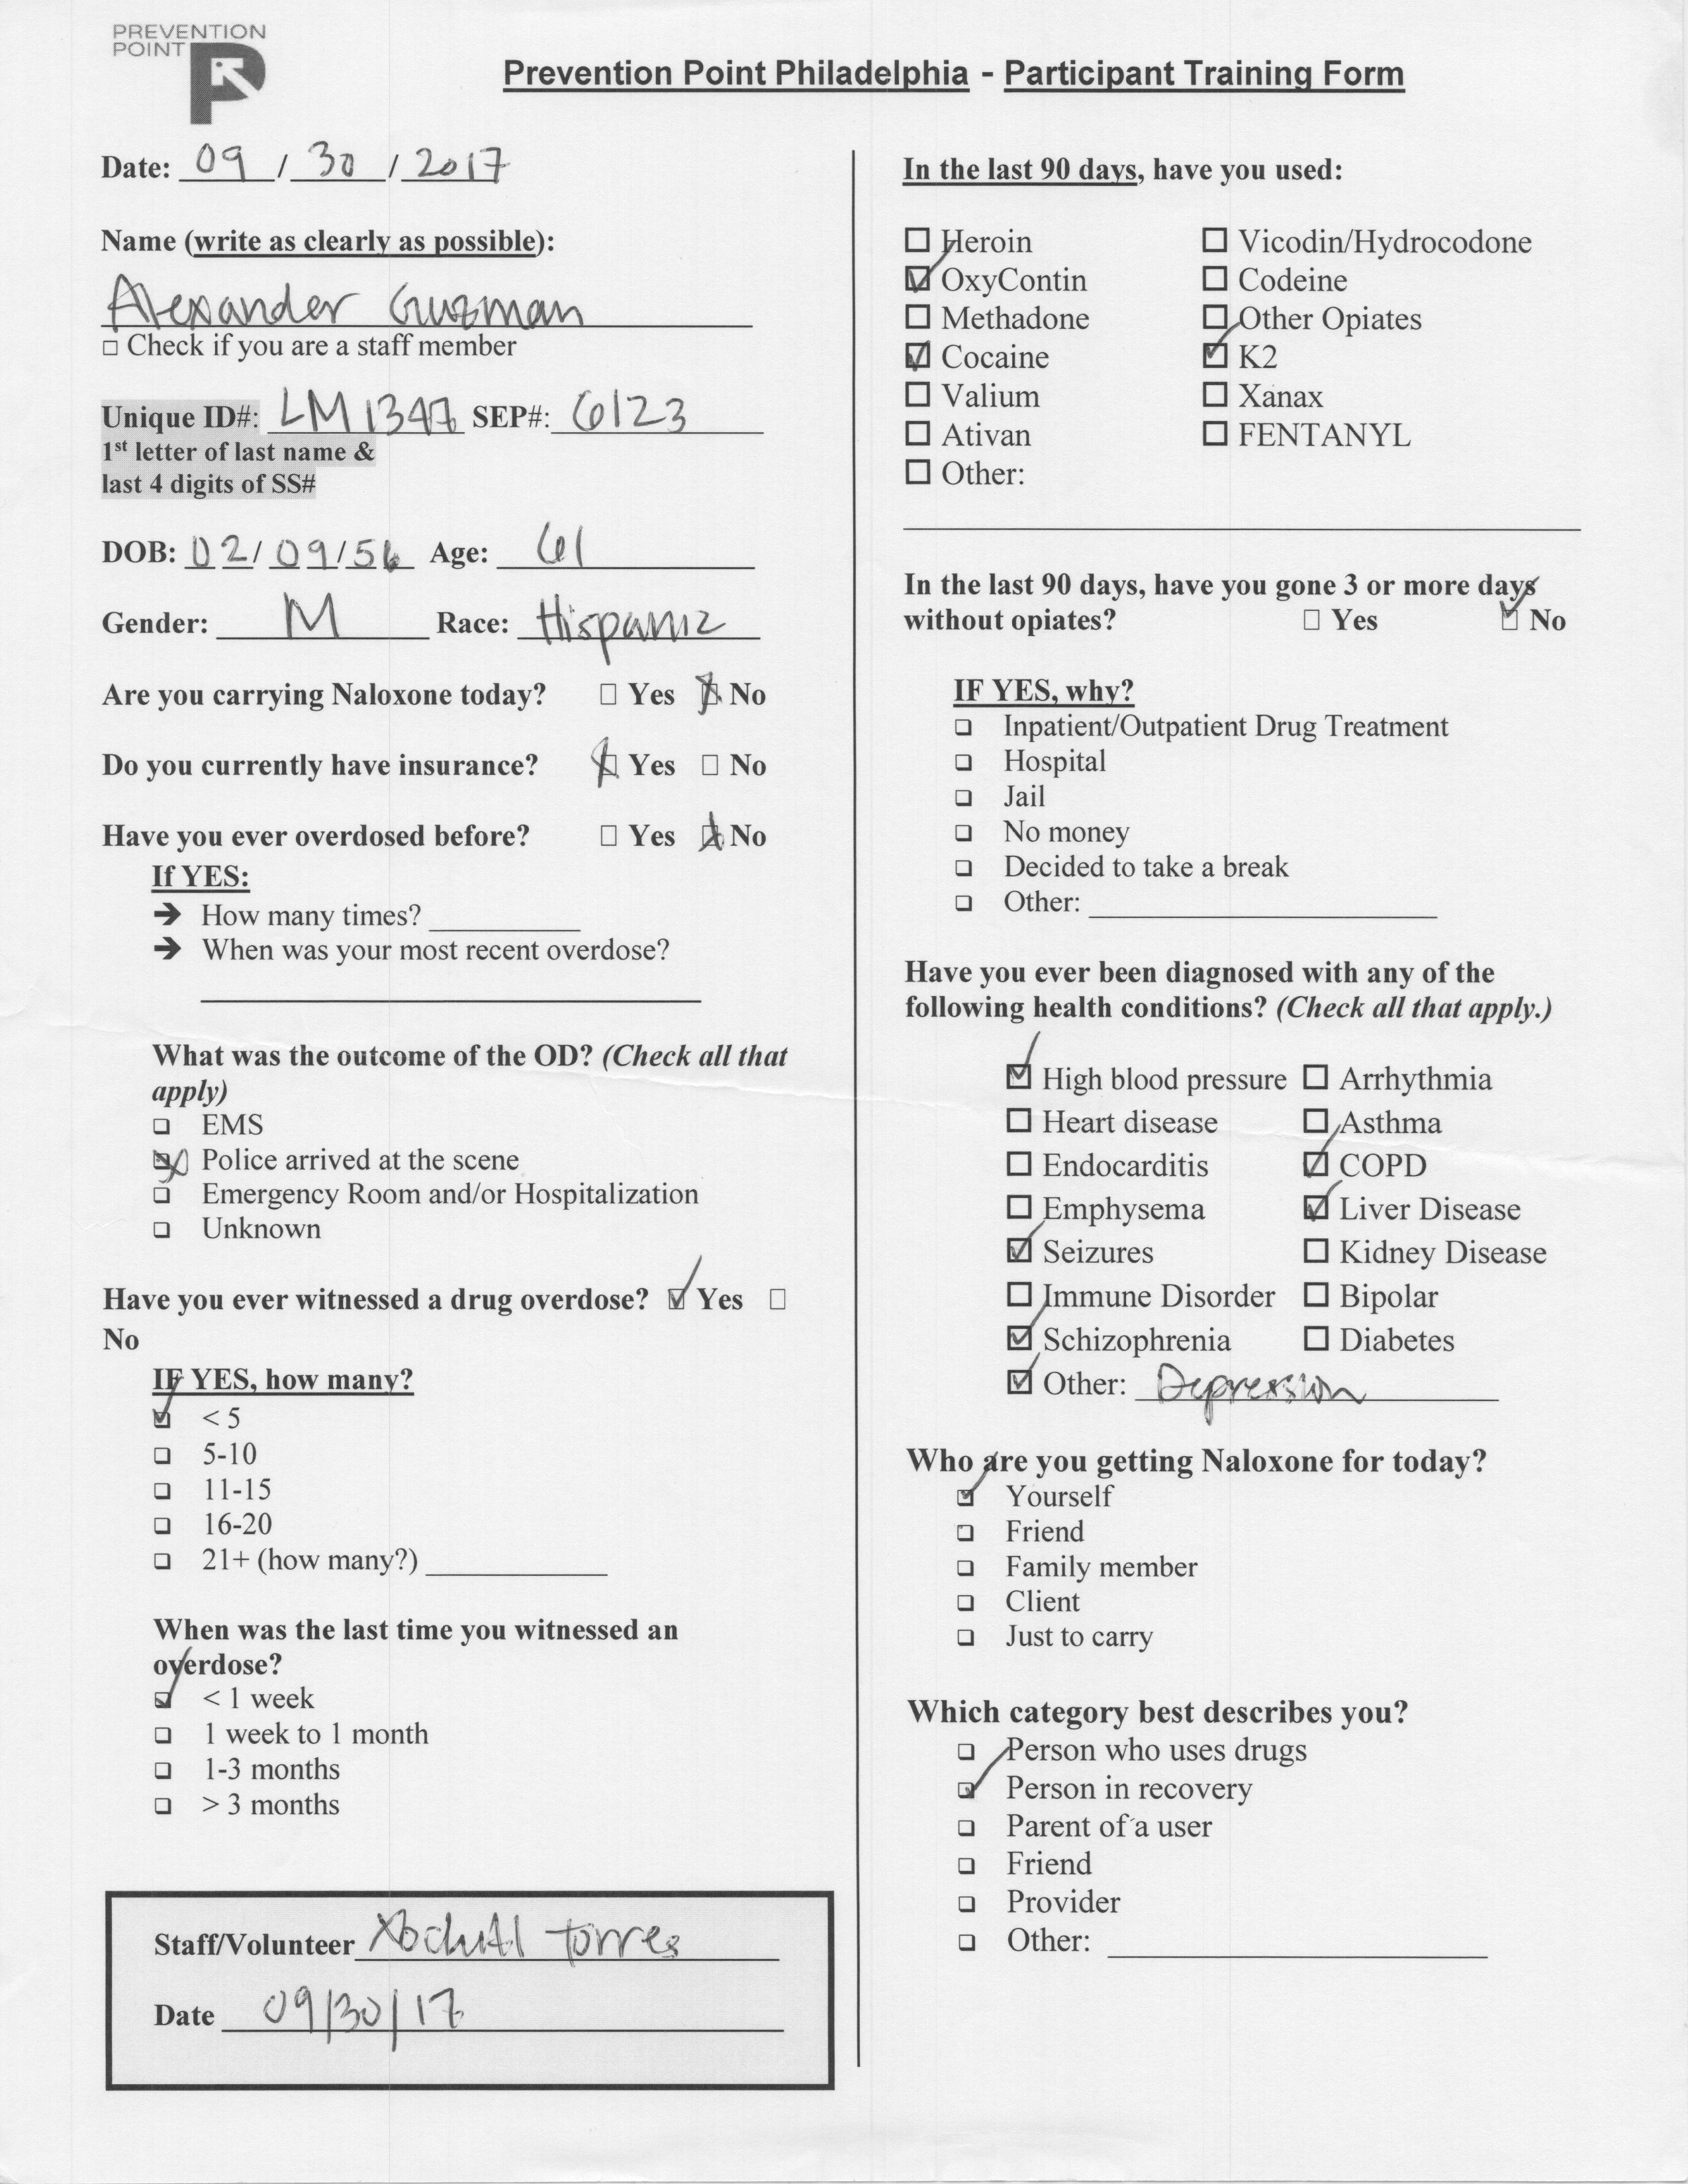 PREVENTION
POINT
Prevention Point Philadelphia - Participant Training Form
Date: 09 / 30 / 2017
Name (write as clearly as possible):
Alexander Guzman
□ Check if you are a staff member
Unique ID#: LM1347 SEP#: 6123
1st letter of last name &
last 4 digits of SS#
DOB: 02/09/56 Age: 61
Gender: M Race: Hispanic
Are you carrying Naloxone today? □ Yes ☒ No
Do you currently have insurance? ☒ Yes □ No
Have you ever overdosed before? □ Yes ☒ No
If YES:
➔ How many times?
➔ When was your most recent overdose?
What was the outcome of the OD? (Check all that
apply)
□ EMS
☒ Police arrived at the scene
□ Emergency Room and/or Hospitalization
□ Unknown
Have you ever witnessed a drug overdose? ☑ Yes □
No
IF YES, how many?
☑ < 5
□ 5-10
□ 11-15
□ 16-20
□ 21+ (how many?)
When was the last time you witnessed an
overdose?
☑ < 1 week
□ 1 week to 1 month
□ 1-3 months
□ > 3 months
Staff/Volunteer Xochitl Torres
Date 09/30/17
In the last 90 days, have you used:
□ Heroin □ Vicodin/Hydrocodone
☑ OxyContin □ Codeine
□ Methadone □ Other Opiates
☑ Cocaine ☑ K2
□ Valium □ Xanax
□ Ativan □ FENTANYL
□ Other:
In the last 90 days, have you gone 3 or more days
without opiates? □ Yes ☑ No
IF YES, why?
□ Inpatient/Outpatient Drug Treatment
□ Hospital
□ Jail
□ No money
□ Decided to take a break
□ Other:
Have you ever been diagnosed with any of the
following health conditions? (Check all that apply.)
☑ High blood pressure □ Arrhythmia
□ Heart disease □ Asthma
□ Endocarditis ☑ COPD
□ Emphysema ☑ Liver Disease
☑ Seizures □ Kidney Disease
□ Immune Disorder □ Bipolar
☑ Schizophrenia □ Diabetes
☑ Other: Depression
Who are you getting Naloxone for today?
☑ Yourself
□ Friend
□ Family member
□ Client
□ Just to carry
Which category best describes you?
□ Person who uses drugs
☑ Person in recovery
□ Parent of a user
□ Friend
□ Provider
□ Other: